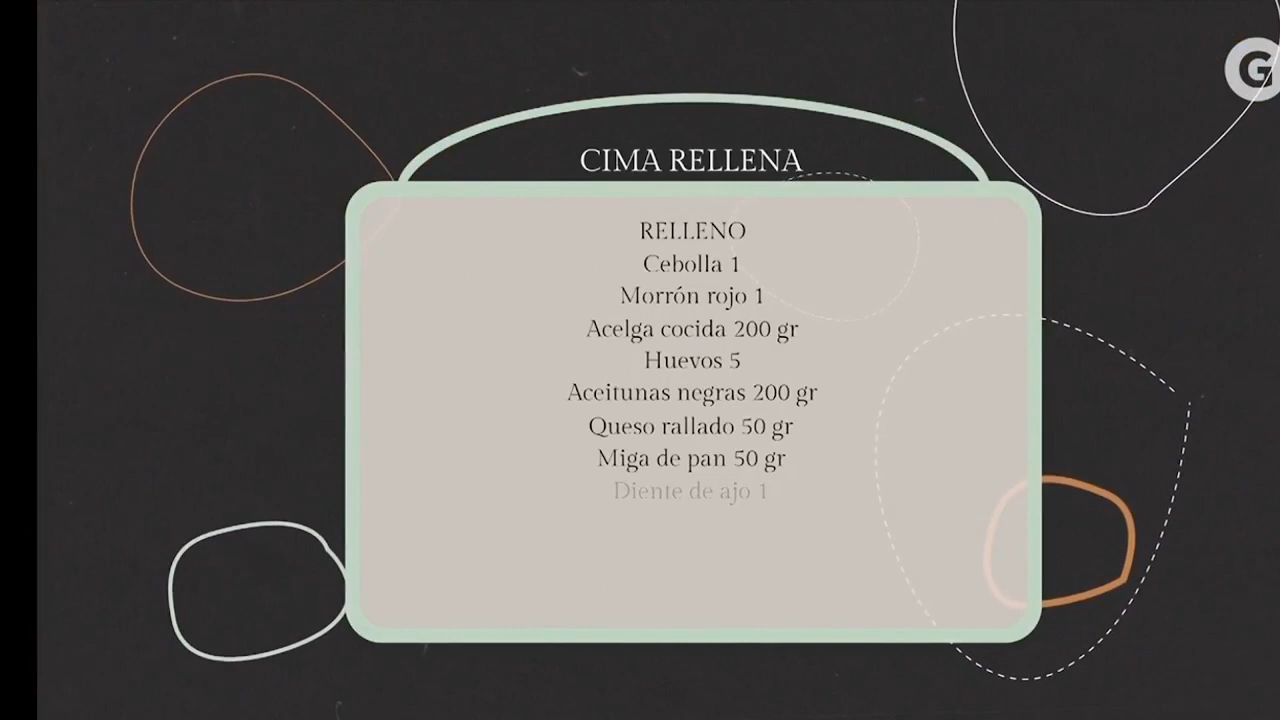 G
CIMA RELLENA
RELLENO
Cebolla 1
Morrón rojo 1
Acelga cocida 200 gr
Huevos 5
Aceitunas negras 200 gr
Queso rallado 50 gr
Miga de pan 50 gr
Diente de ajo 1